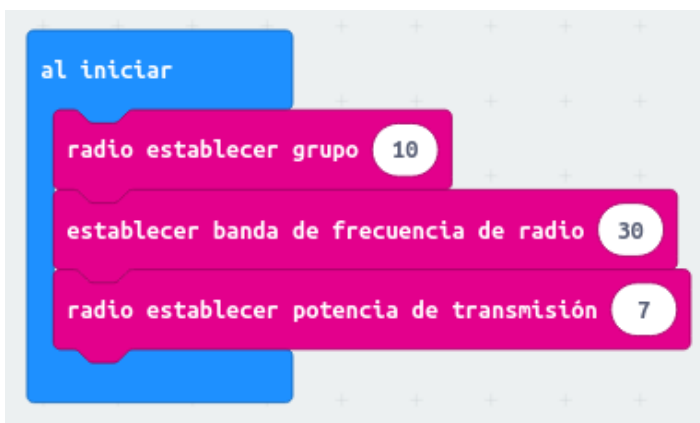 al iniciar
radio establecer grupo 10
establecer banda de frecuencia de radio 30
radio establecer potencia de transmisión 7